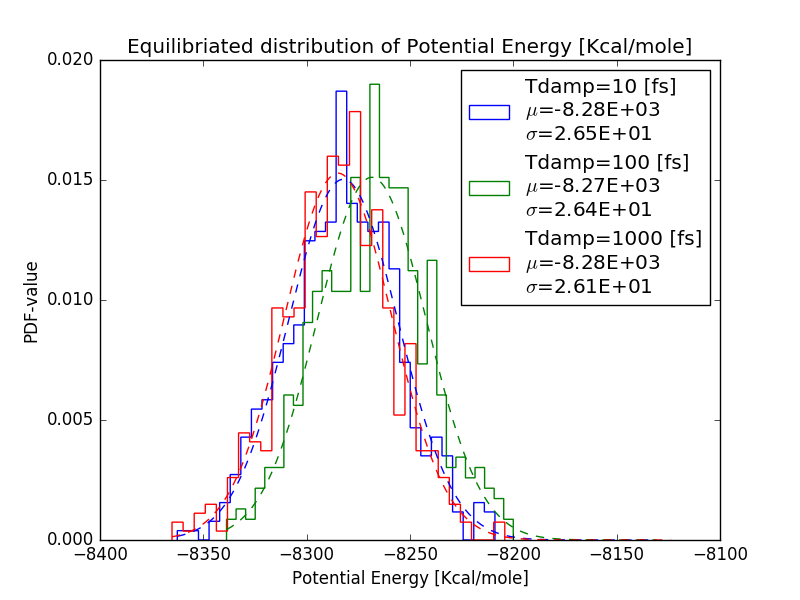 Equilibriated distribution of Potential Energy [Kcal/mole]
0.020
0.015
0.010
0.005
0.000
PDF-value
Tdamp=10 [fs]
μ=-8.28E+03
σ=2.65E+01
Tdamp=100 [fs]
μ=-8.27E+03
σ=2.64E+01
Tdamp=1000 [fs]
μ=-8.28E+03
σ=2.61E+01
−8400 −8350 −8300 −8250 −8200 −8150 −8100
Potential Energy [Kcal/mole]